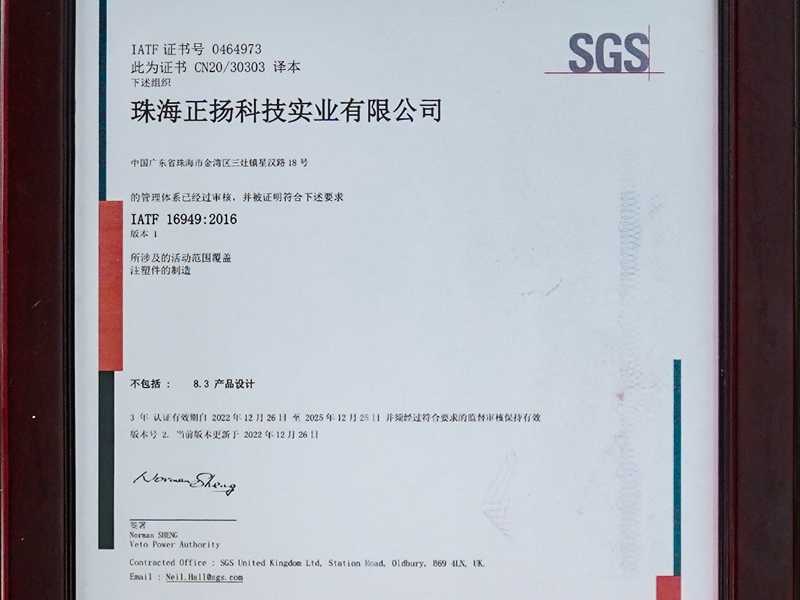 IATF 证书号 0464973
此为证书 CN20/30303 译本
下述组织
SGS
珠海正扬科技实业有限公司
中国广东省珠海市金湾区三灶镇星汉路 18 号
的管理体系已经过审核，并被证明符合下述要求
IATF 16949:2016
版本 1
所涉及的活动范围覆盖
注塑件的制造
不包括 ： 8.3 产品设计
3 年 认证有效期自 2022 年 12 月 26 日 至 2025 年 12 月 25 日 并须经过符合要求的监督审核保持有效
版本号 2. 当前版本更新于 2022 年 12 月 26 日
Norman Sheng
签署
Norman SHENG
Veto Power Authority
Contracted Office : SGS United Kingdom Ltd, Station Road, Oldbury, B69 4LN, UK.
Email : Neil.Hall@sgs.com